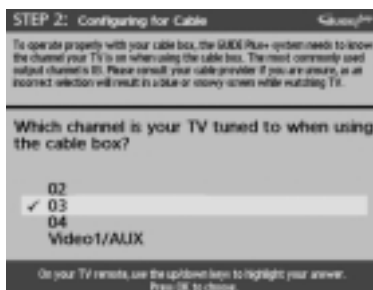 STEP 2: Configuring for Cable
To operate properly with your cable box, the GUIDE Plus+ system needs to know
the channel your TV is on when using the cable box. The most commonly used
output channel is 03. Please consult your cable provider if you are unsure, as an
incorrect selection will result in a blue or snowy screen while watching TV.
Which channel is your TV tuned to when using
the cable box?
02
✓ 03
04
Video1/AUX
On your TV remote, use the up/down keys to highlight your answer.
Press OK to choose.